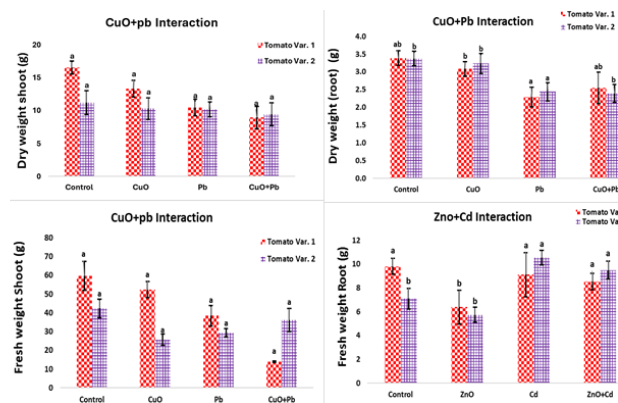 CuO+pb Interaction
Dry weight shoot (g)
20
15
10
5
0
Tomato Var. 1
Tomato Var. 2
a
a
a
a
a
a
a
a
Control
CuO
Pb
CuO+Pb
CuO+Pb Interaction
Dry weight (root) (g)
4.0
3.5
3.0
2.5
2.0
1.5
1.0
0.5
0.0
Tomato Var. 1
Tomato Var. 2
ab
b
b
b
a
a
ab
b
Control
CuO
Pb
CuO+Pb
CuO+pb Interaction
Fresh weight Shoot (g)
80
70
60
50
40
30
20
10
0
Tomato Var. 1
Tomato Var. 2
a
a
a
a
a
a
a
a
Control
CuO
Pb
CuO+Pb
Zno+Cd Interaction
Fresh weight Root (g)
12
10
8
6
4
2
0
Tomato Va
Tomato Va
a
b
b
b
a
a
a
a
Control
ZnO
Cd
ZnO+Cd